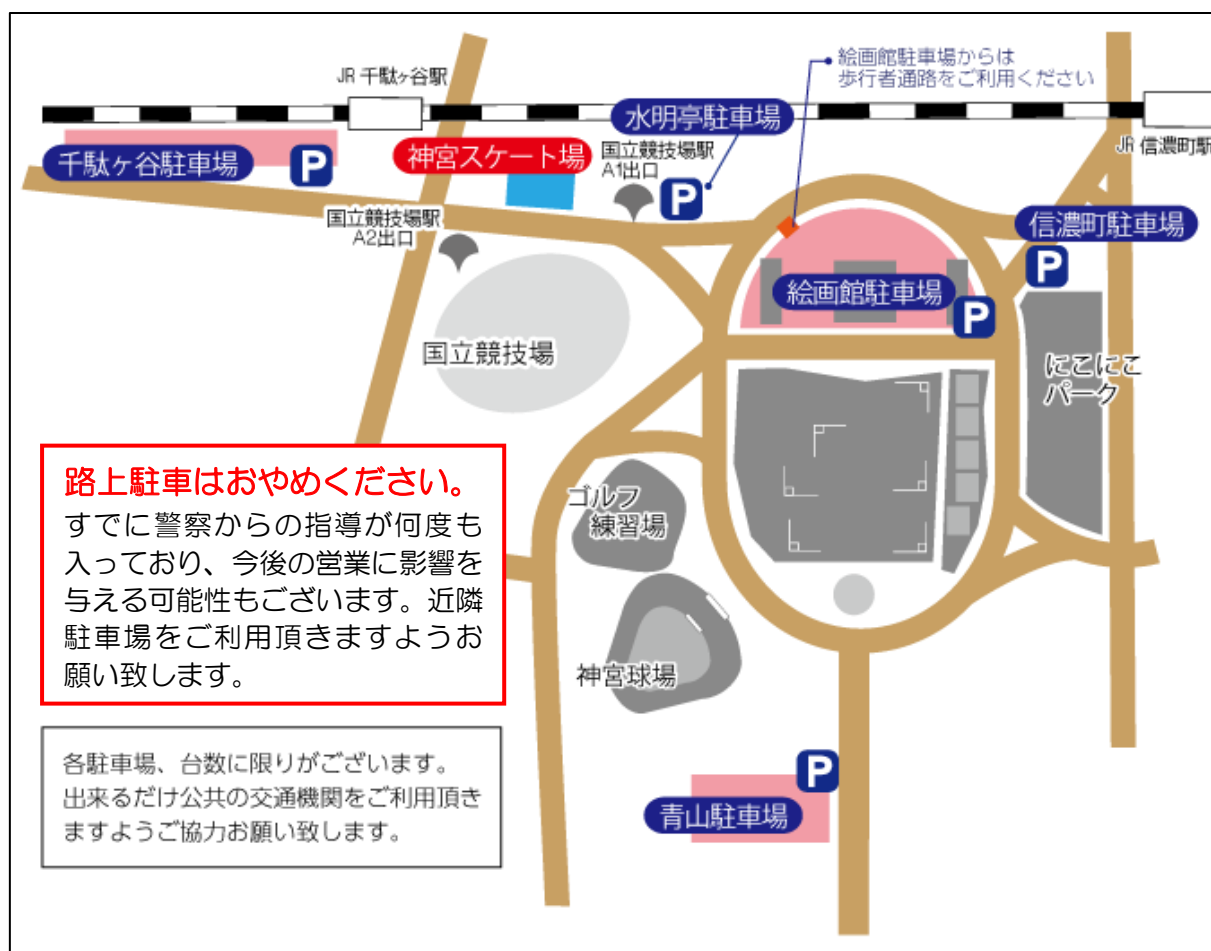 絵画館駐車場からは
歩行者通路をご利用ください
JR 千駄ヶ谷駅
水明亭駐車場
JR 信濃町駅
千駄ヶ谷駐車場
P
神宮スケート場
国立競技場駅
A1出口
P
国立競技場駅
A2出口
信濃町駐車場
P
絵画館駐車場
P
国立競技場
にこにこ
パーク
路上駐車はおやめください。
すでに警察からの指導が何度も
入っており、今後の営業に影響を
与える可能性もございます。近隣
駐車場をご利用頂きますようお
願い致します。
ゴルフ
練習場
神宮球場
各駐車場、台数に限りがございます。
出来るだけ公共の交通機関をご利用頂き
ますようご協力お願い致します。
P
青山駐車場